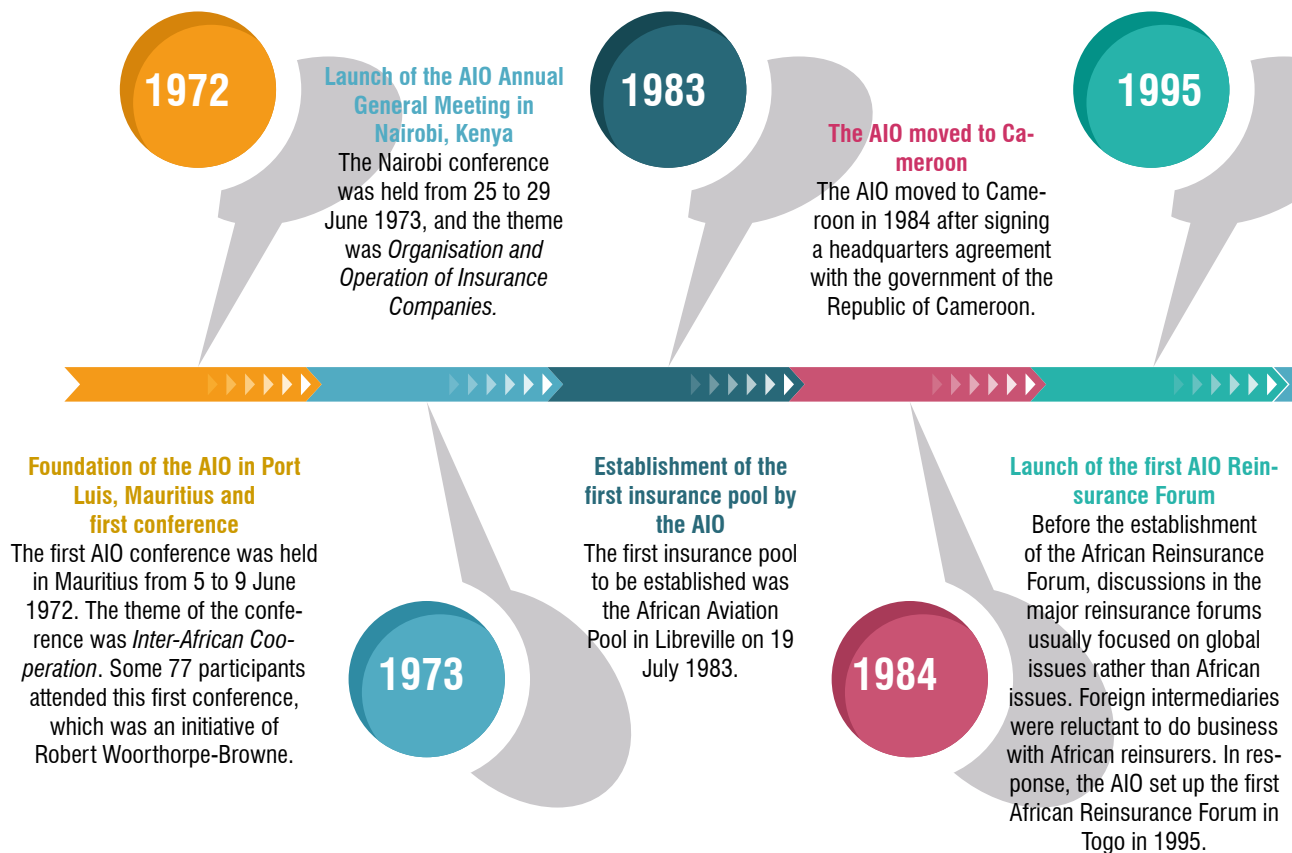 1972
Foundation of the AIO in Port
Luis, Mauritius and
first conference
The first AIO conference was held
in Mauritius from 5 to 9 June
1972. The theme of the confe-
rence was Inter-African Coo-
peration. Some 77 participants
attended this first conference,
which was an initiative of
Robert Woorthorpe-Browne.
Launch of the AIO Annual
General Meeting in
Nairobi, Kenya
The Nairobi conference
was held from 25 to 29
June 1973, and the theme
was Organisation and
Operation of Insurance
Companies.
1973
1983
Establishment of the
first insurance pool by
the AIO
The first insurance pool
to be established was
the African Aviation
Pool in Libreville on 19
July 1983.
The AIO moved to Ca-
meroon
The AIO moved to Came-
roon in 1984 after signing
a headquarters agreement
with the government of the
Republic of Cameroon.
1984
1995
Launch of the first AIO Rein-
surance Forum
Before the establishment
of the African Reinsurance
Forum, discussions in the
major reinsurance forums
usually focused on global
issues rather than African
issues. Foreign intermediaries
were reluctant to do business
with African reinsurers. In res-
ponse, the AIO set up the first
African Reinsurance Forum in
Togo in 1995.